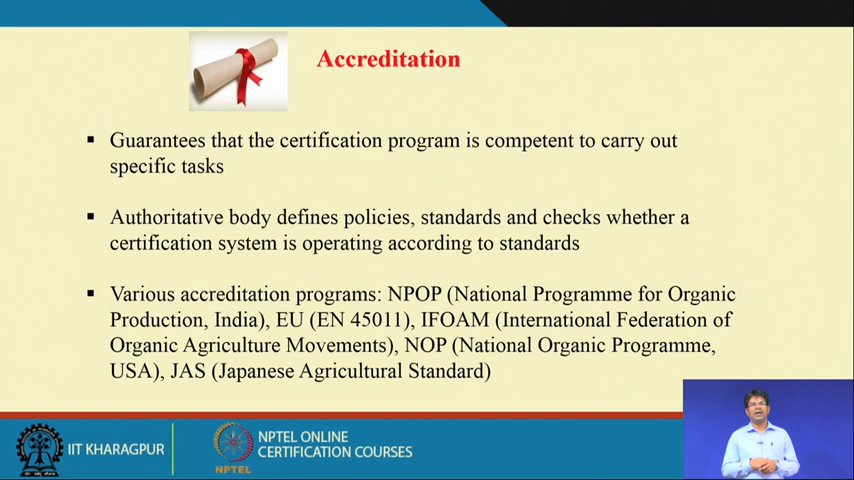 Accreditation
▪ Guarantees that the certification program is competent to carry out
specific tasks
▪ Authoritative body defines policies, standards and checks whether a
certification system is operating according to standards
▪ Various accreditation programs: NPOP (National Programme for Organic
Production, India), EU (EN 45011), IFOAM (International Federation of
Organic Agriculture Movements), NOP (National Organic Programme,
USA), JAS (Japanese Agricultural Standard)
IIT KHARAGPUR
NPTEL
NPTEL ONLINE
CERTIFICATION COURSES